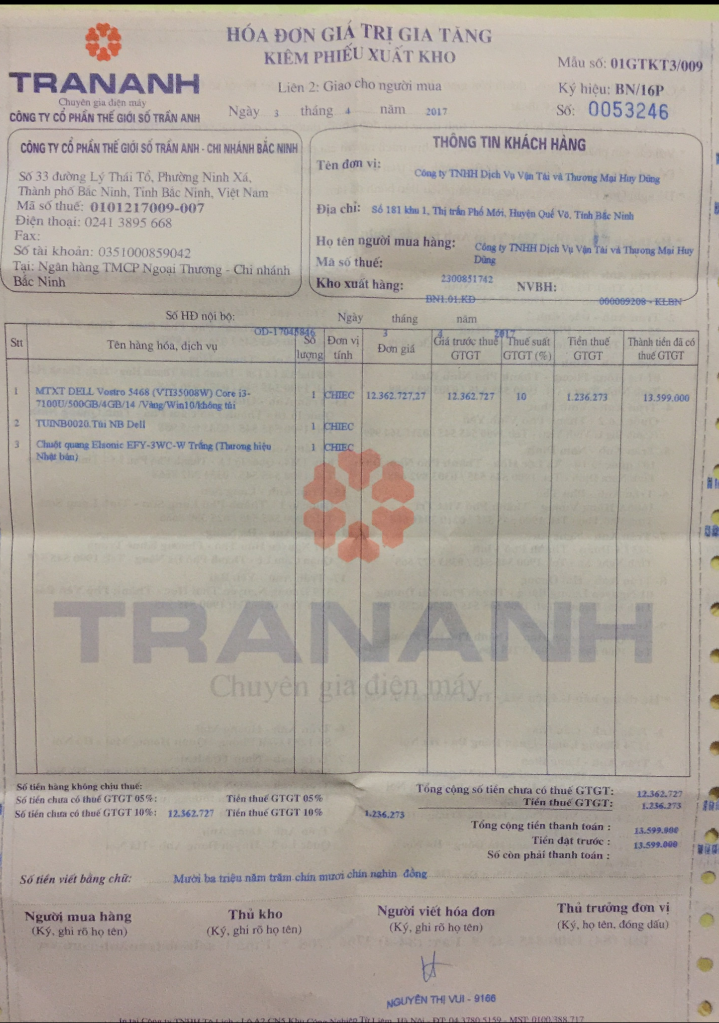 HÓA ĐƠN GIÁ TRỊ GIA TĂNG
KIÊM PHIẾU XUẤT KHO
Liên 2: Giao cho người mua
Ngày 3 tháng 4 năm 2017
Mẫu số: 01GTKT3/009
Ký hiệu: BN/16P
Số: 0053246
TRANANH
Chuyên gia điện máy
CÔNG TY CỔ PHẦN THẾ GIỚI SỐ TRẦN ANH
CÔNG TY CỔ PHẦN THẾ GIỚI SỐ TRẦN ANH - CHI NHÁNH BẮC NINH
Số 33 đường Lý Thái Tổ, Phường Ninh Xá,
Thành phố Bắc Ninh, Tỉnh Bắc Ninh, Việt Nam
Mã số thuế: 0101217009-007
Điện thoại: 0241 3895 668
Fax:
Số tài khoản: 0351000859042
Tại: Ngân hàng TMCP Ngoại Thương - Chi nhánh
Bắc Ninh
THÔNG TIN KHÁCH HÀNG
Tên đơn vị: Công ty TNHH Dịch Vụ Vận Tải và Thương Mại Huy Dũng
Địa chỉ: Số 181 khu 1, Thị trấn Phố Mới, Huyện Quế Võ, Tỉnh Bắc Ninh
Họ tên người mua hàng: Công ty TNHH Dịch Vụ Vận Tải và Thương Mại Huy
Dũng
Mã số thuế: 2300851742
Kho xuất hàng: BN1.01.KD NVBH: 000009208 - KLBN
Số HĐ nội bộ: OD-17045846 Ngày 3 tháng 4 năm 2017
Stt Tên hàng hóa, dịch vụ Số lượng Đơn vị tính Đơn giá Giá trước thuế GTGT Thuế suất GTGT (%) Tiền thuế GTGT Thành tiền đã có thuế GTGT
1 MTXT DELL Vostro 5468 (VTI35008W) Core i3- 1 CHIEC 12.362.727,27 12.362.727 10 1.236.273 13.599.000
7100U/500GB/4GB/14 /Vàng/Win10/không túi
2 TUINB0020.Túi NB Dell 1 CHIEC
3 Chuột quang Elsonic EFY-3WC-W Trắng (Thương hiệu 1 CHIEC
Nhật bản)
TRANANH
Chuyên gia điện máy
Số tiền hàng không chịu thuế:
Số tiền chưa có thuế GTGT 05%: Tiền thuế GTGT 05%
Số tiền chưa có thuế GTGT 10%: 12.362.727 Tiền thuế GTGT 10% 1.236.273
Tổng cộng số tiền chưa có thuế GTGT: 12.362.727
Tiền thuế GTGT: 1.236.273
Tổng cộng tiền thanh toán : 13.599.000
Tiền đặt trước : 13.599.000
Số còn phải thanh toán :
Số tiền viết bằng chữ: Mười ba triệu năm trăm chín mươi chín nghìn đồng
Người mua hàng Thủ kho Người viết hóa đơn Thủ trưởng đơn vị
(Ký, ghi rõ họ tên) (Ký, ghi rõ họ tên) (Ký, ghi rõ họ tên) (Ký, họ tên, đóng dấu)
NGUYỄN THỊ VUI - 9166